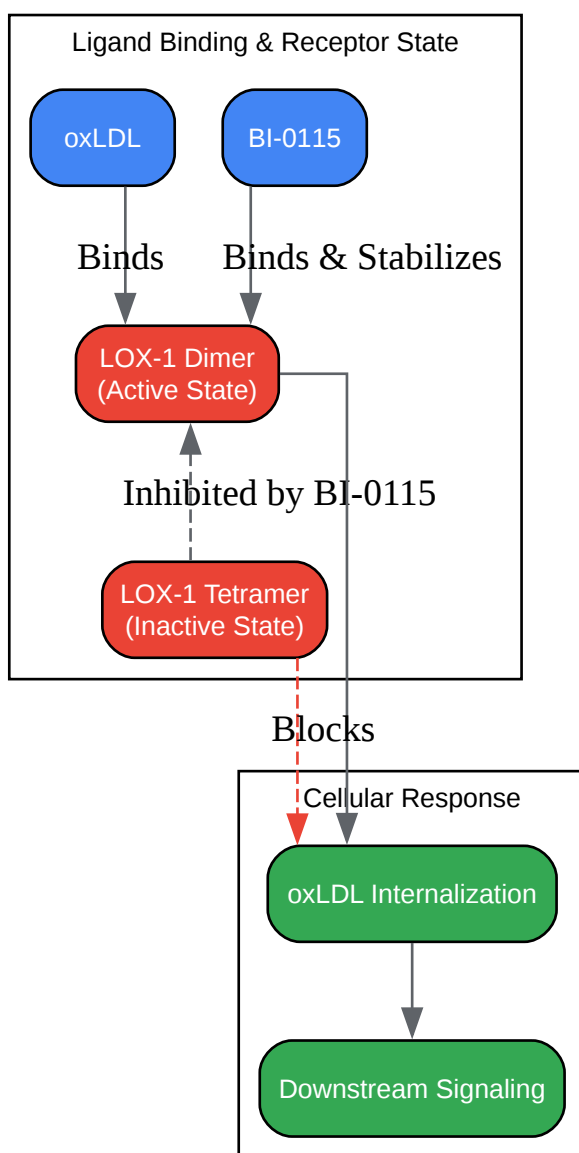 Ligand Binding & Receptor State
oxLDL
BI-0115
Binds
Binds & Stabilizes
LOX-1 Dimer
(Active State)
Inhibited by BI-0115
LOX-1 Tetramer
(Inactive State)
Blocks
Cellular Response
oxLDL Internalization
Downstream Signaling